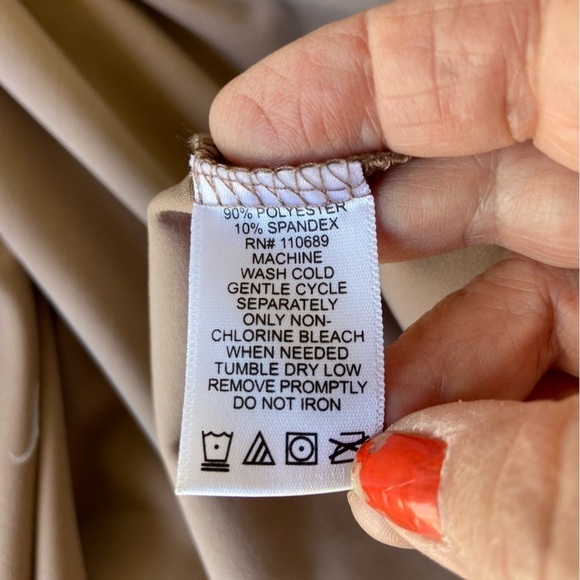 90% POLYESTER
10% SPANDEX
RN# 110689
MACHINE
WASH COLD
GENTLE CYCLE
SEPARATELY
ONLY NON-
CHLORINE BLEACH
WHEN NEEDED
TUMBLE DRY LOW
REMOVE PROMPTLY
DO NOT IRON